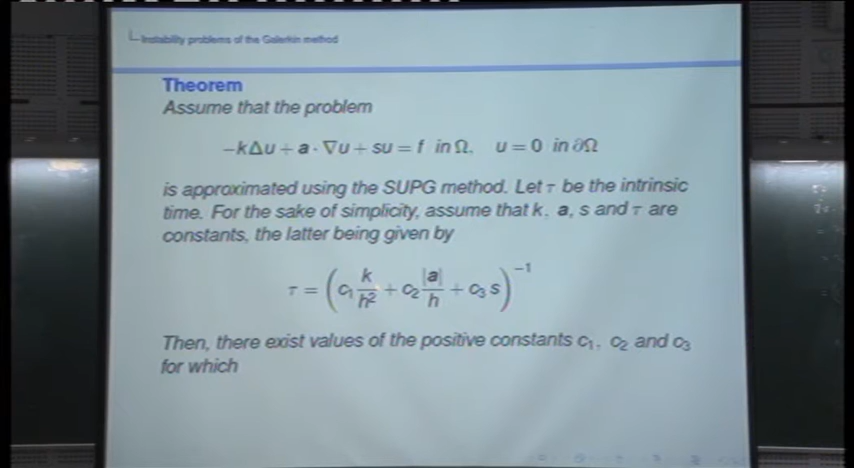 Instability problems of the Galerkin method
Theorem
Assume that the problem
−kΔu + a · ∇u + su = f in Ω, u = 0 in ∂Ω
is approximated using the SUPG method. Let τ be the intrinsic
time. For the sake of simplicity, assume that k, a, s and τ are
constants, the latter being given by
τ = (c₁ k/h² + c₂ |a|/h + c₃ s)⁻¹
Then, there exist values of the positive constants c₁, c₂ and c₃
for which